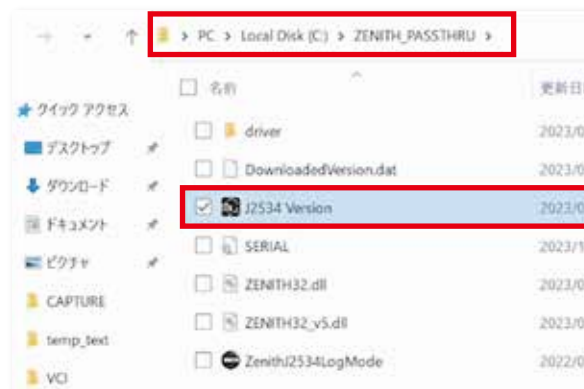 PC > Local Disk (C:) > ZENITH_PASSTHRU >
名前 更新日
クイック アクセス
driver 2023/0
デスクトップ
DownloadedVersion.dat 2023/0
ダウンロード
J2534 Version 2023/0
ドキュメント
SERIAL 2023/1
ピクチャ
ZENITH32.dll 2023/0
CAPTURE
ZENITH32_v5.dll 2023/0
temp_text
ZenithJ2534LogMode 2022/0
VCI